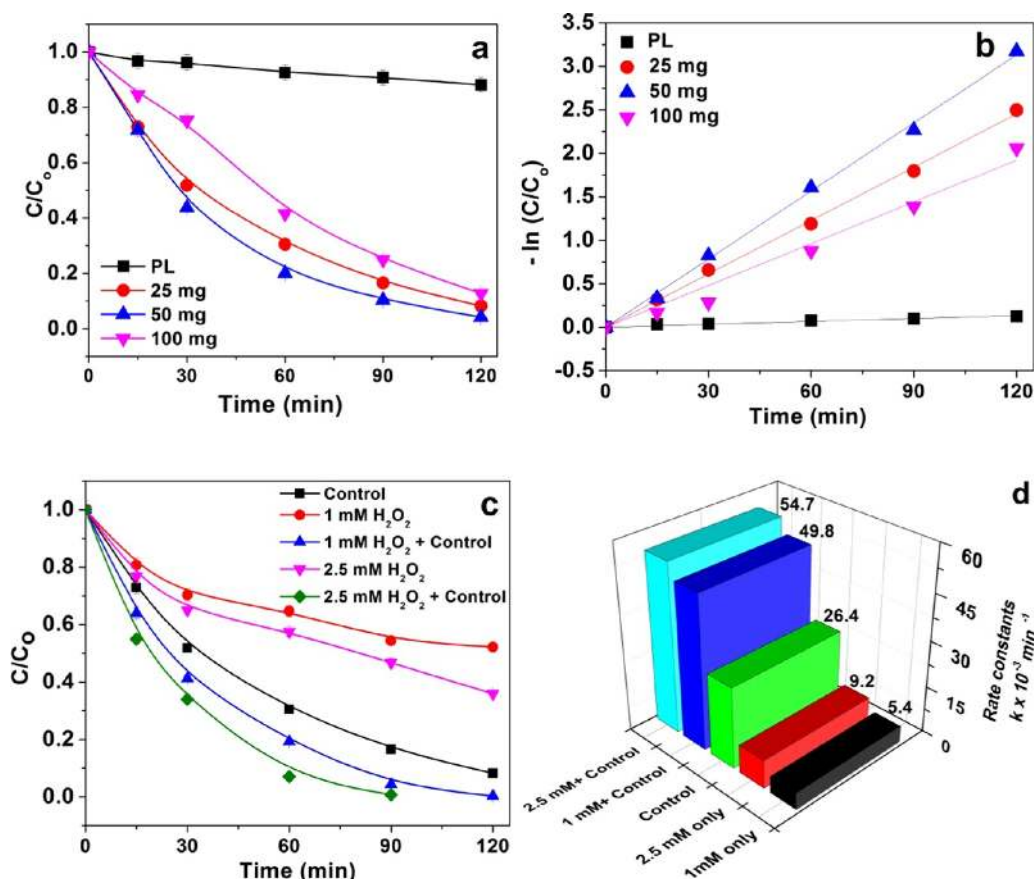 a
1.0
0.8
0.6
0.4
0.2
0.0
C/C₀
PL
25 mg
50 mg
100 mg
0 30 60 90 120
Time (min)
b
-3.5
3.0
2.5
2.0
1.5
1.0
0.5
0.0
-0.5
- ln (C/C₀)
PL
25 mg
50 mg
100 mg
0 30 60 90 120
Time (min)
c
1.0
0.8
0.6
0.4
0.2
0.0
C/C₀
Control
1 mM H₂O₂
1 mM H₂O₂ + Control
2.5 mM H₂O₂
2.5 mM H₂O₂ + Control
0 30 60 90 120
Time (min)
d
54.7
49.8
26.4
9.2
5.4
60
45
30
15
0
Rate constants
k x 10⁻³ min⁻¹
2.5 mM+ Control
1 mM+ Control
Control
2.5 mM only
1mM only